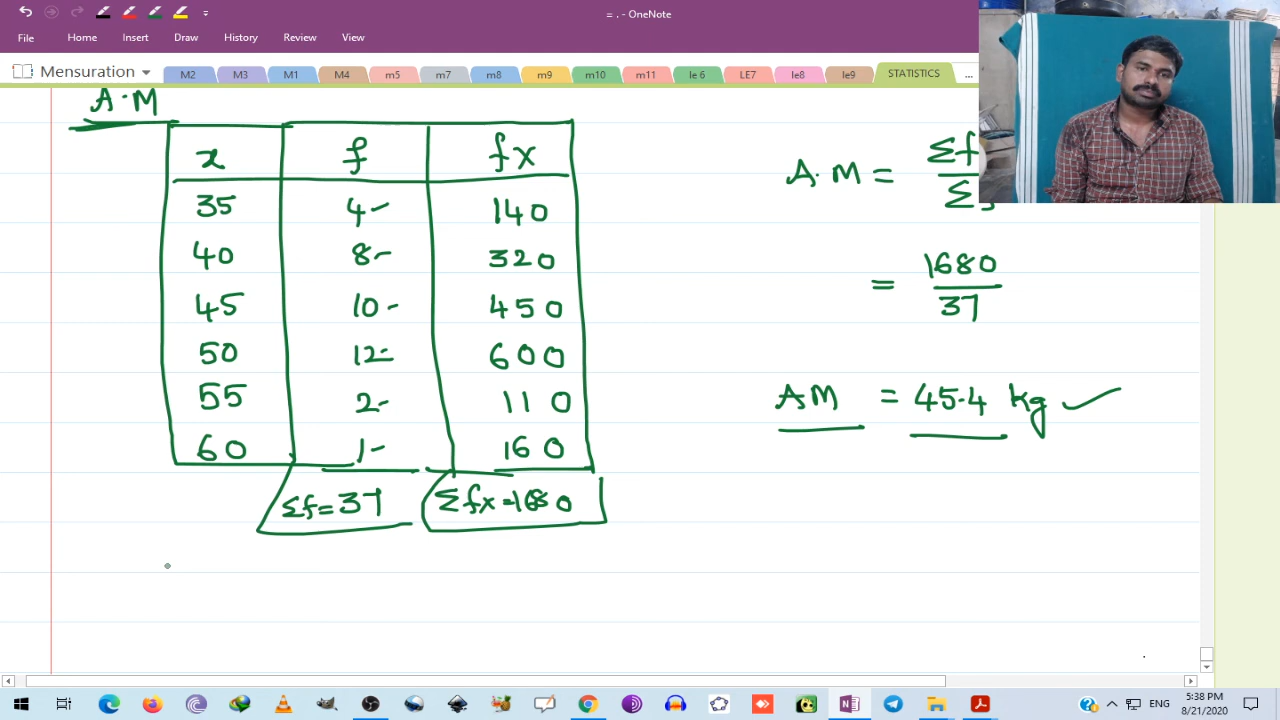 = , - OneNote
File Home Insert Draw History Review View
Mensuration M2 M3 M1 M4 m5 m7 m8 m9 m10 m11 le 6 LE7 le8 le9 STATISTICS ...
A.M
x f fx
35 4- 140
40 8- 320
45 10- 450
50 12- 600
55 2- 110
60 1- 160
Σf=37 Σfx=1680
A.M = Σf
Σ
= 1680
37
AM = 45.4 kg ✓
ENG 5:38 PM
8/21/2020